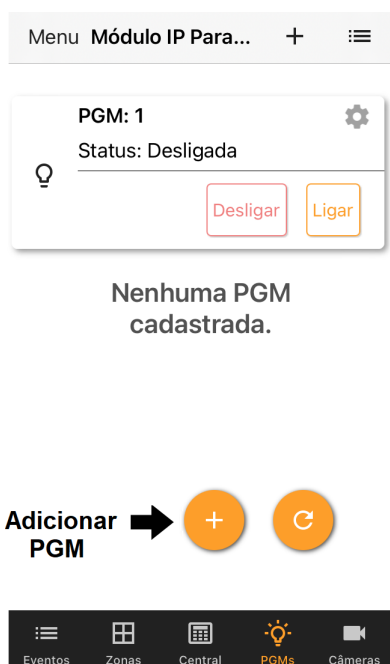 Menu Módulo IP Para... +
PGM: 1
Status: Desligada
Desligar Ligar
Nenhuma PGM
cadastrada.
Adicionar
PGM
+
Eventos Zonas Central PGMs Câmeras